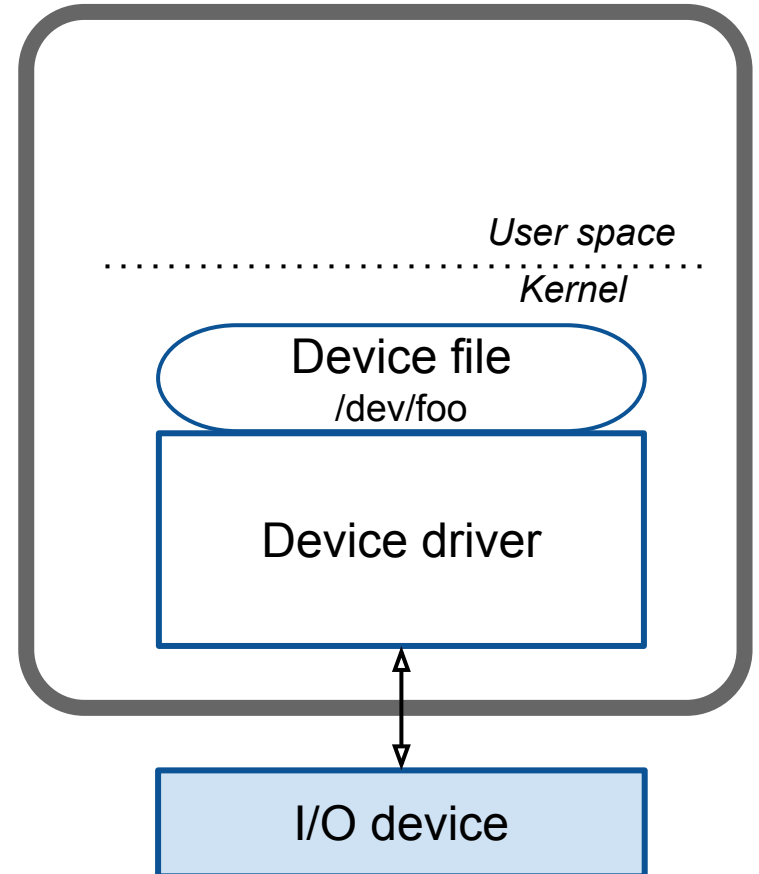 User space
Kernel
Device file
/dev/foo
Device driver
I/O device